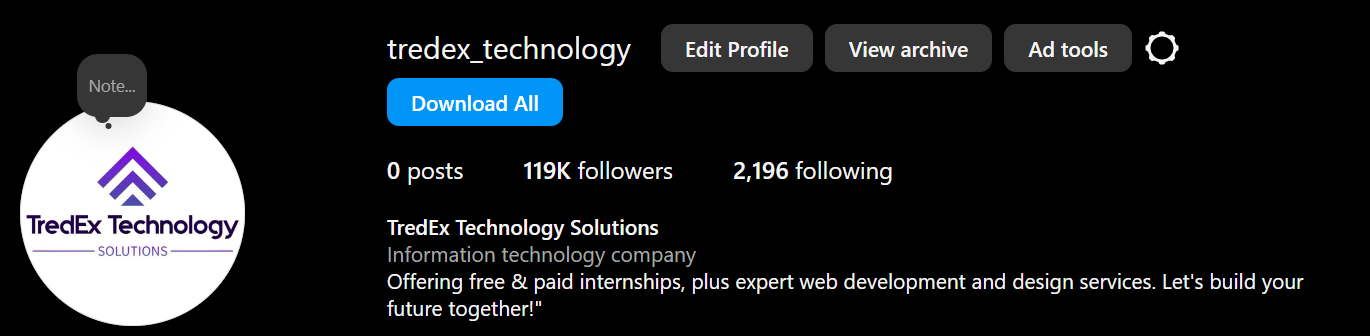 tredex_technology Edit Profile View archive Ad tools
Note...
Download All
0 posts 119K followers 2,196 following
TredEx Technology
SOLUTIONS
TredEx Technology Solutions
Information technology company
Offering free & paid internships, plus expert web development and design services. Let's build your
future together!"